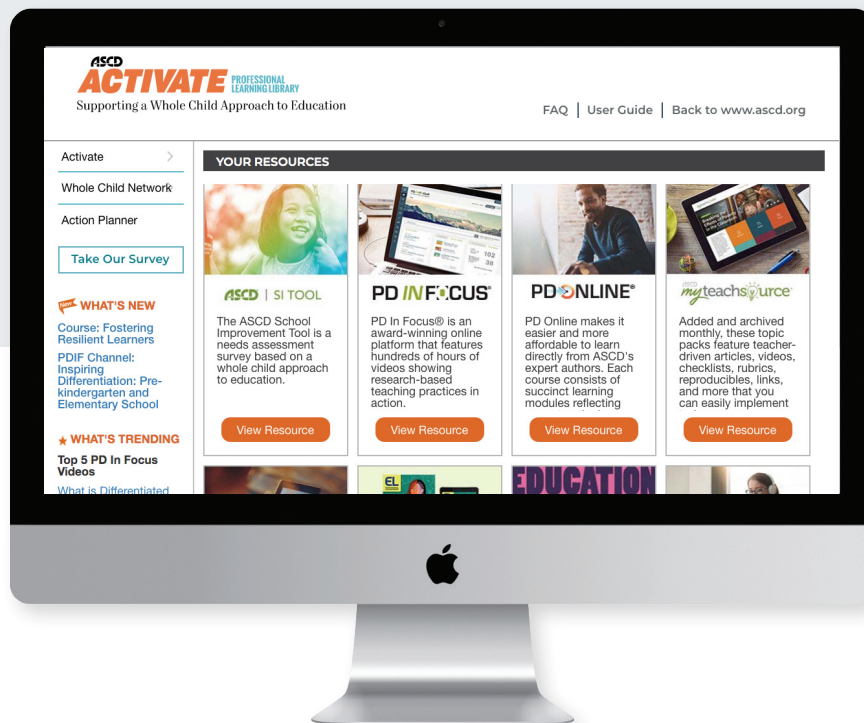 ASCD
ACTIVATE PROFESSIONAL
LEARNING LIBRARY
Supporting a Whole Child Approach to Education
FAQ | User Guide | Back to www.ascd.org
Activate
Whole Child Network
Action Planner
Take Our Survey
New WHAT'S NEW
Course: Fostering
Resilient Learners
PDIF Channel:
Inspiring
Differentiation: Pre-
kindergarten and
Elementary School
WHAT'S TRENDING
Top 5 PD In Focus
Videos
What is Differentiated
YOUR RESOURCES
ASCD | SI TOOL
The ASCD School
Improvement Tool is a
needs assessment
survey based on a
whole child approach
to education.
View Resource
PD IN FOCUS®
PD In Focus® is an
award-winning online
platform that features
hundreds of hours of
videos showing
research-based
teaching practices in
action.
View Resource
PD ONLINE®
PD Online makes it
easier and more
affordable to learn
directly from ASCD's
expert authors. Each
course consists of
succinct learning
modules reflecting
View Resource
ASCD
myteachsource
Added and archived
monthly, these topic
packs feature teacher-
driven articles, videos,
checklists, rubrics,
reproducibles, links,
and more that you
can easily implement
View Resource
EL
EDUCATION